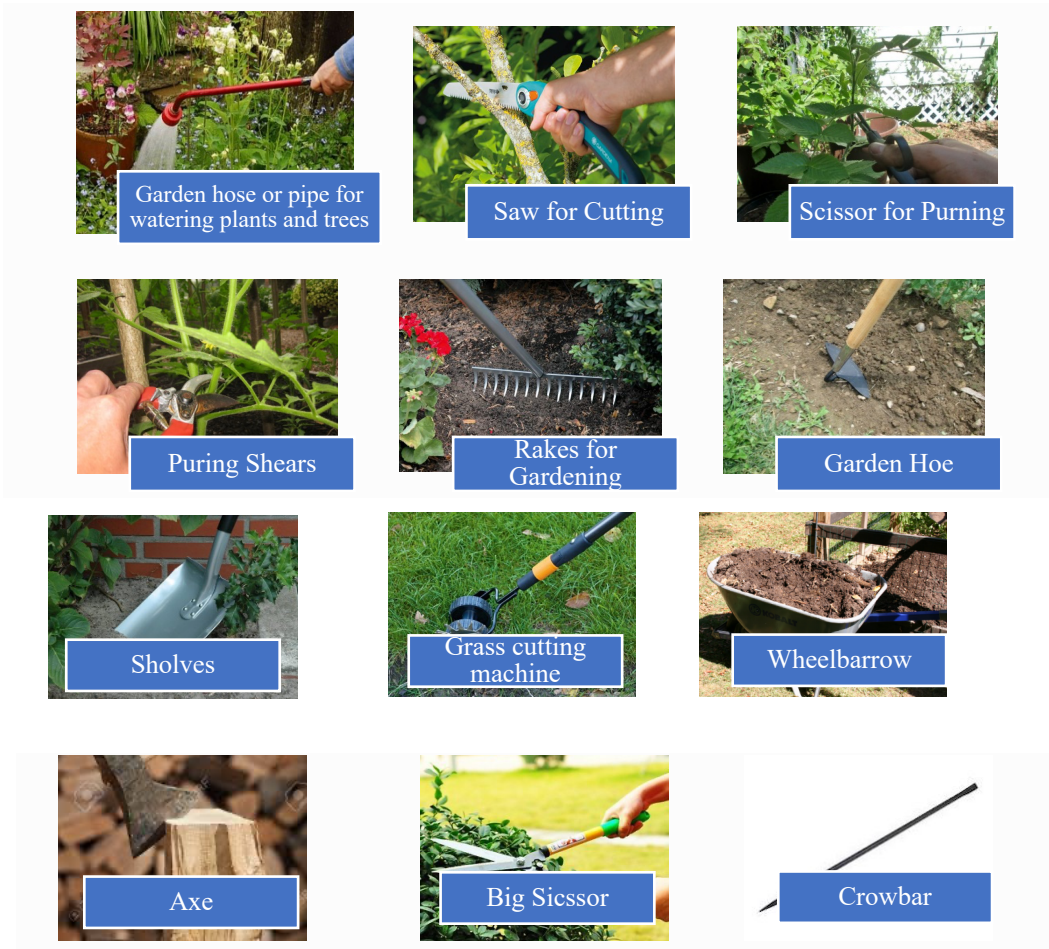 Garden hose or pipe for
watering plants and trees
Saw for Cutting
Scissor for Purning
Puring Shears
Rakes for
Gardening
Garden Hoe
Sholves
Grass cutting
machine
Wheelbarrow
Axe
Big Sicssor
Crowbar